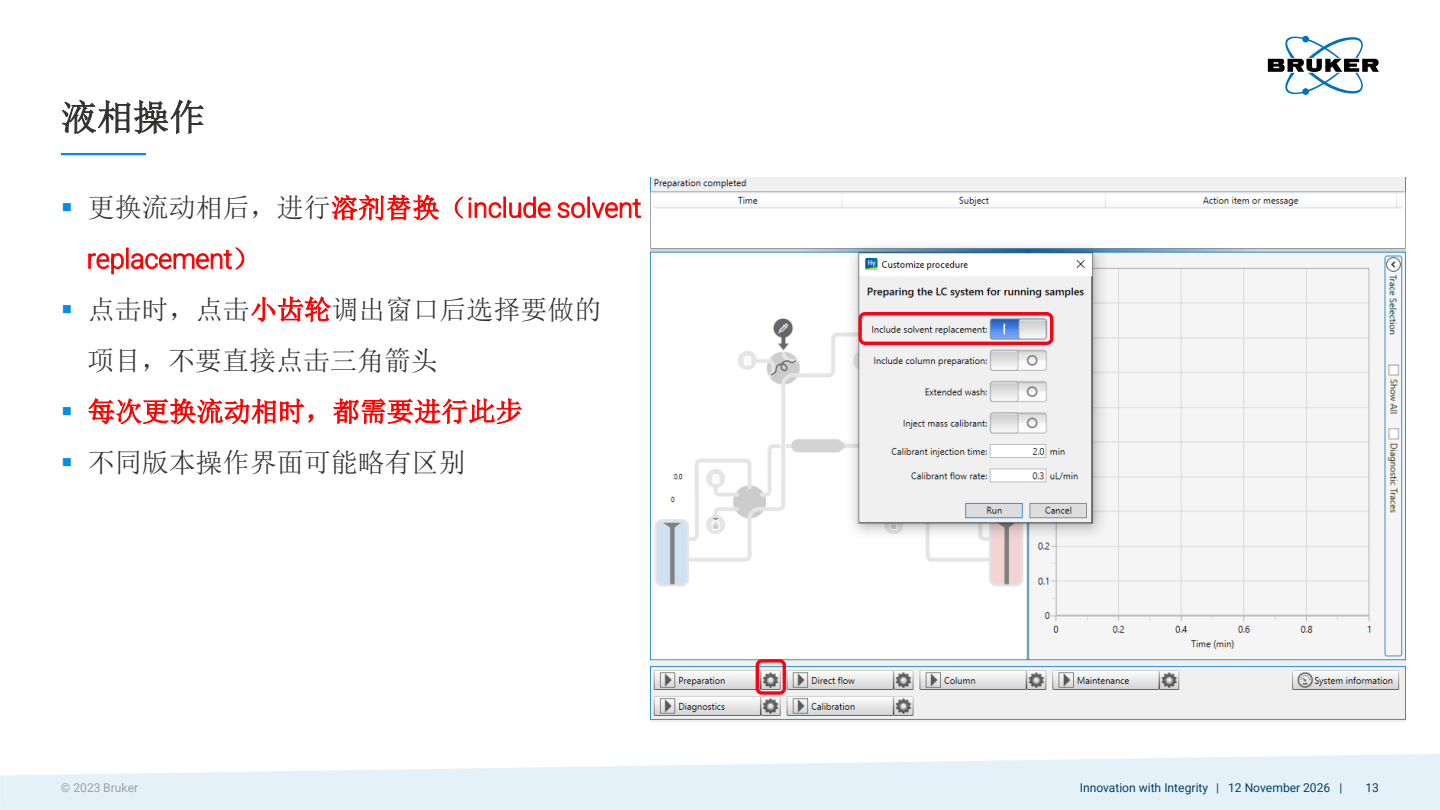 BRUKER
液相操作
更换流动相后，进行溶剂替换（include solvent
replacement）
点击时，点击小齿轮调出窗口后选择要做的
项目，不要直接点击三角箭头
每次更换流动相时，都需要进行此步
不同版本操作界面可能略有区别
Preparation completed
Time Subject Action item or message
Hy Customize procedure
Preparing the LC system for running samples
Include solvent replacement:
Include column preparation:
Extended wash:
Inject mass calibrant:
Calibrant injection time: 2.0 min
Calibrant flow rate: 0.3 uL/min
Run Cancel
0.0
0
Trace Selection
Show All
Diagnostic Traces
0.2
0.1
0
0 0.2 0.4 0.6 0.8 1
Time (min)
Preparation Direct flow Column Maintenance System information
Diagnostics Calibration
© 2023 Bruker
Innovation with Integrity | 12 November 2026 | 13